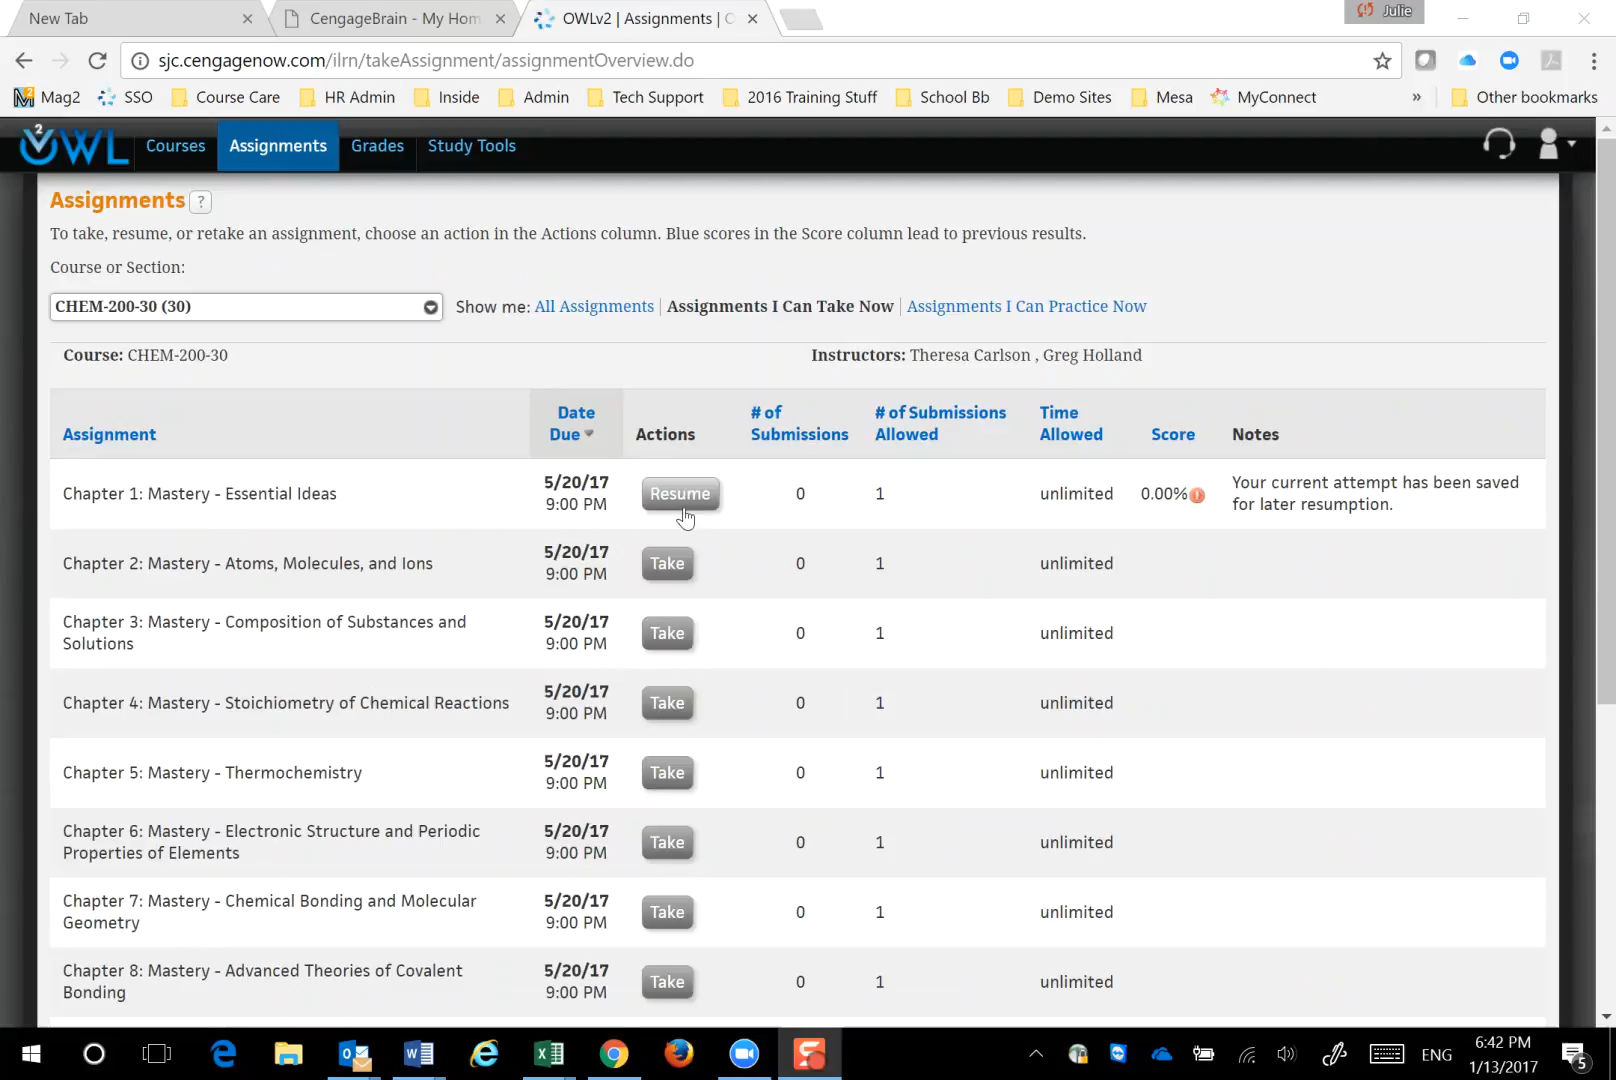 New Tab
CengageBrain - My Hom
OWLv2 | Assignments | O
Julie
sjc.cengagenow.com/ilrn/takeAssignment/assignmentOverview.do
Mag2 SSO Course Care HR Admin Inside Admin Tech Support 2016 Training Stuff School Bb Demo Sites Mesa MyConnect » Other bookmarks
OWL 2
Courses Assignments Grades Study Tools
Assignments ?
To take, resume, or retake an assignment, choose an action in the Actions column. Blue scores in the Score column lead to previous results.
Course or Section:
CHEM-200-30 (30)
Show me: All Assignments | Assignments I Can Take Now | Assignments I Can Practice Now
Course: CHEM-200-30
Instructors: Theresa Carlson , Greg Holland
Assignment
Date Due
Actions
# of Submissions
# of Submissions Allowed
Time Allowed
Score
Notes
Chapter 1: Mastery - Essential Ideas
5/20/17
9:00 PM
Resume
0
1
unlimited
0.00%
Your current attempt has been saved
for later resumption.
Chapter 2: Mastery - Atoms, Molecules, and Ions
5/20/17
9:00 PM
Take
0
1
unlimited
Chapter 3: Mastery - Composition of Substances and
Solutions
5/20/17
9:00 PM
Take
0
1
unlimited
Chapter 4: Mastery - Stoichiometry of Chemical Reactions
5/20/17
9:00 PM
Take
0
1
unlimited
Chapter 5: Mastery - Thermochemistry
5/20/17
9:00 PM
Take
0
1
unlimited
Chapter 6: Mastery - Electronic Structure and Periodic
Properties of Elements
5/20/17
9:00 PM
Take
0
1
unlimited
Chapter 7: Mastery - Chemical Bonding and Molecular
Geometry
5/20/17
9:00 PM
Take
0
1
unlimited
Chapter 8: Mastery - Advanced Theories of Covalent
Bonding
5/20/17
9:00 PM
Take
0
1
unlimited
ENG
6:42 PM
1/13/2017
5